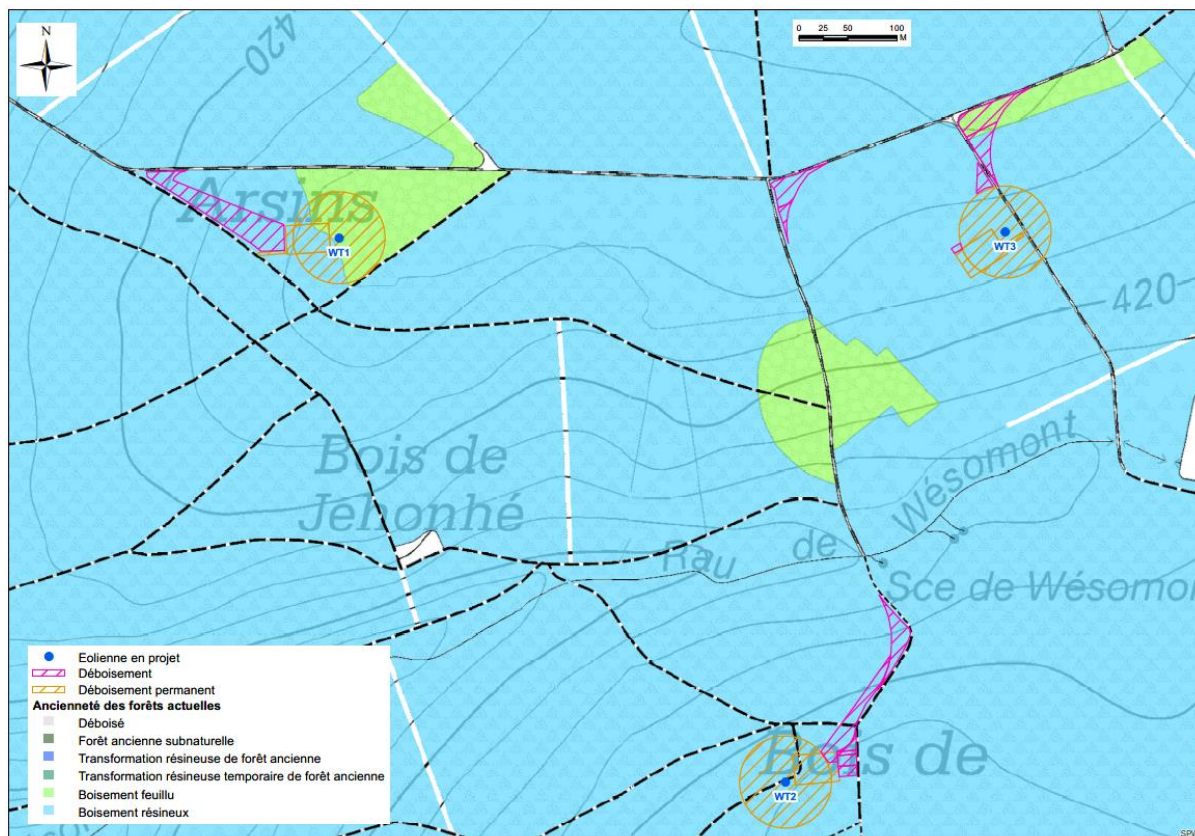 N
0 25 50 100
M
420
Arsins
WT1
WT3
420
Bois de
Jehonhé
Rau de Wésomont
Sce de Wésomon
Bois de
WT2
Eolienne en projet
Déboisement
Déboisement permanent
Ancienneté des forêts actuelles
Déboisé
Forêt ancienne subnaturelle
Transformation résineuse de forêt ancienne
Transformation résineuse temporaire de forêt ancienne
Boisement feuillu
Boisement résineux